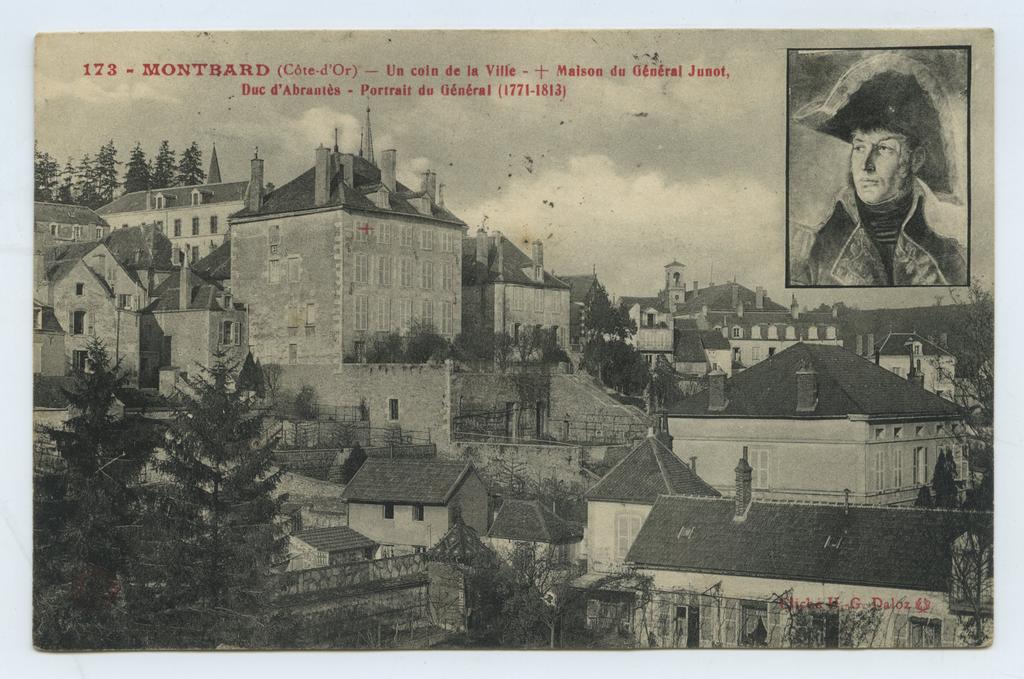 173 - MONTBARD (Côte-d'Or) — Un coin de la Ville - + Maison du Général Junot,
Duc d'Abrantès - Portrait du Général (1771-1813)
Cliché H.-G. Daloz